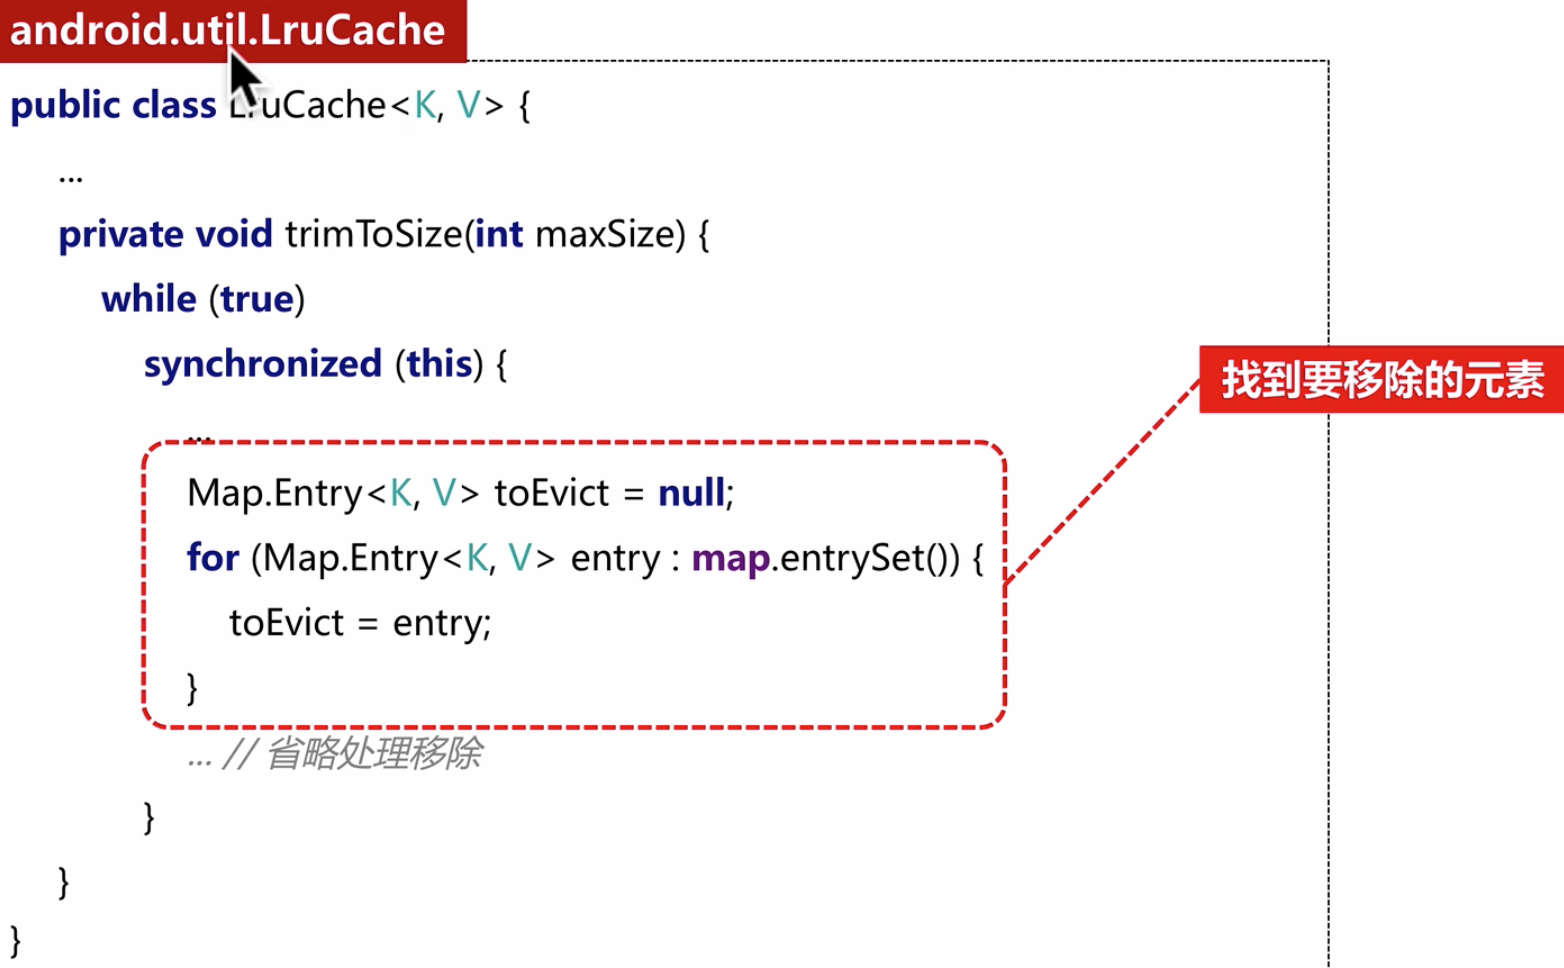 android.util.LruCache
public class LruCache<K, V> {
...
private void trimToSize(int maxSize) {
while (true)
synchronized (this) {
...
找到要移除的元素
Map.Entry<K, V> toEvict = null;
for (Map.Entry<K, V> entry : map.entrySet()) {
toEvict = entry;
}
... // 省略处理移除
}
}
}